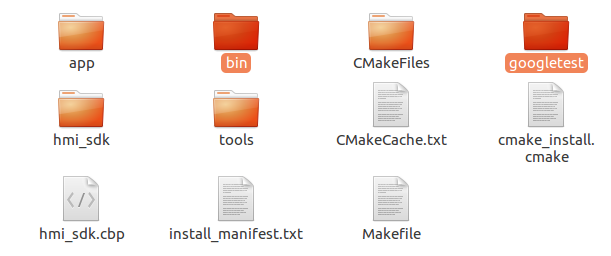 app
bin
CMakeFiles
googletest
hmi_sdk
tools
CMakeCache.txt
cmake_install.
cmake
</>
hmi_sdk.cbp
install_manifest.txt
Makefile